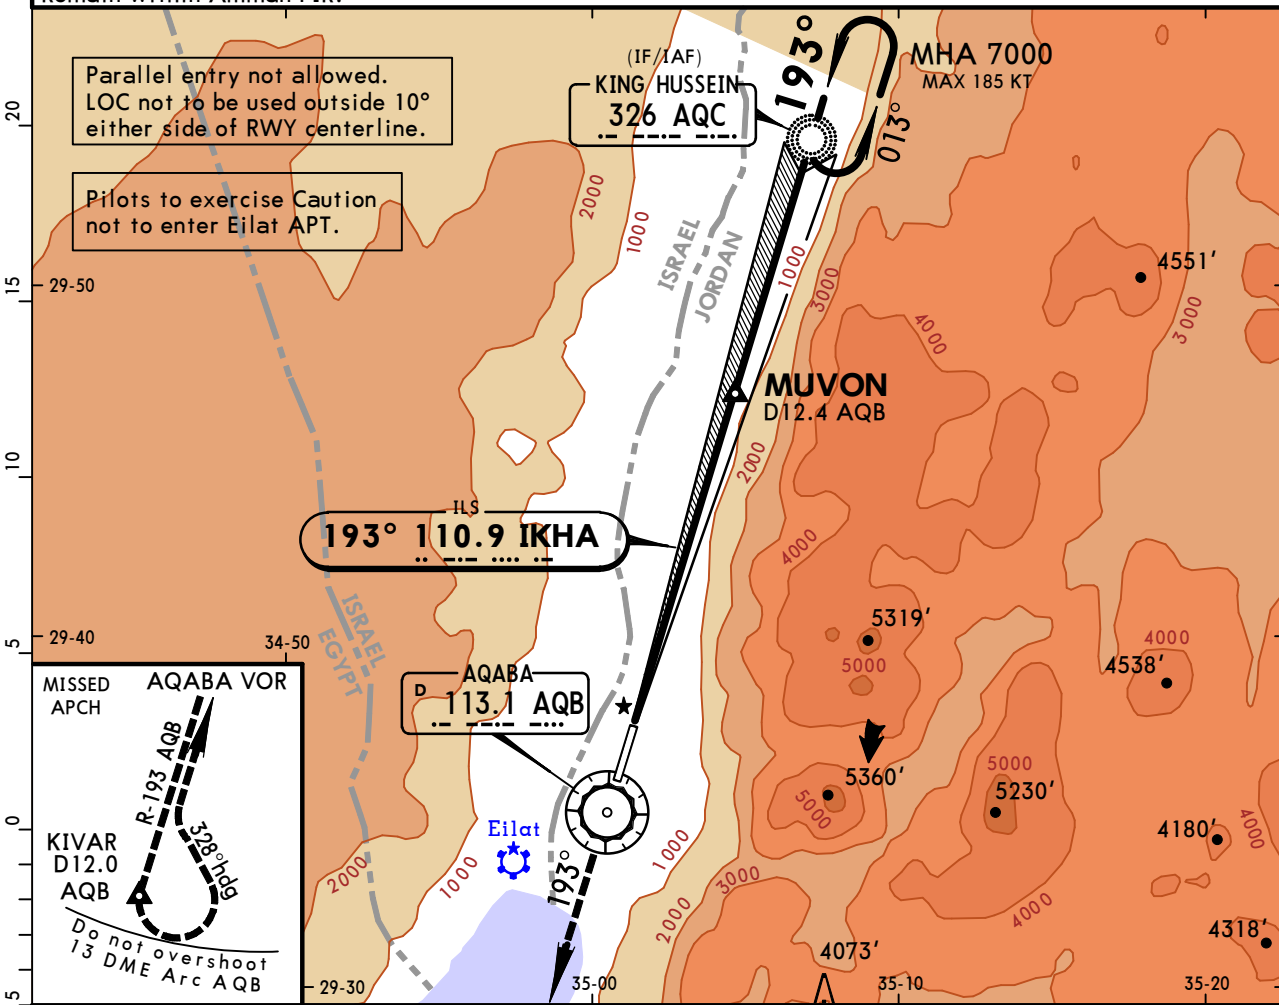 Parallel entry not allowed.
LOC not to be used outside 10°
either side of RWY centerline.
Pilots to exercise Caution
not to enter Eilat APT.
(IF/IAF)
KING HUSSEIN
326 AQC
193°
013°
MHA 7000
MAX 185 KT
20
15
10
5
0
5
29-50
29-40
29-30
34-50
35-00
35-10
35-20
2000
1000
ISRAEL
JORDAN
1000
3000
4000
4551'
3000
MUVON
D12.4 AQB
2000
ILS
193° 110.9 IKHA
4000
ISRAEL
EGYPT
5319'
5000
4000
4538'
AQABA
D
113.1 AQB
5360'
5000
5000
5230'
4180'
4000
Eilat
193°
2000
1000
1000
3000
2000
4000
4073'
4318'
MISSED
APCH
AQABA VOR
R-193 AQB
328°hdg
KIVAR
D12.0
AQB
Do not overshoot
13 DME Arc AQB